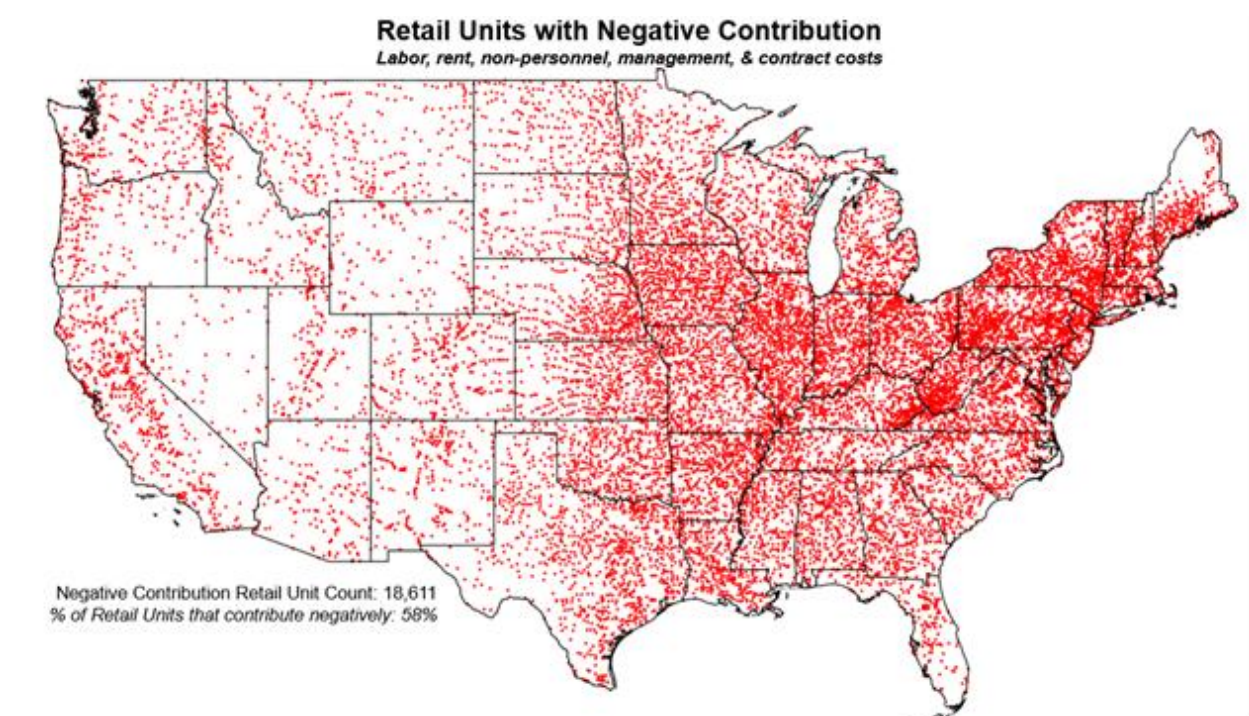 Retail Units with Negative Contribution
Labor, rent, non-personnel, management, & contract costs
Negative Contribution Retail Unit Count: 18,611
% of Retail Units that contribute negatively: 58%